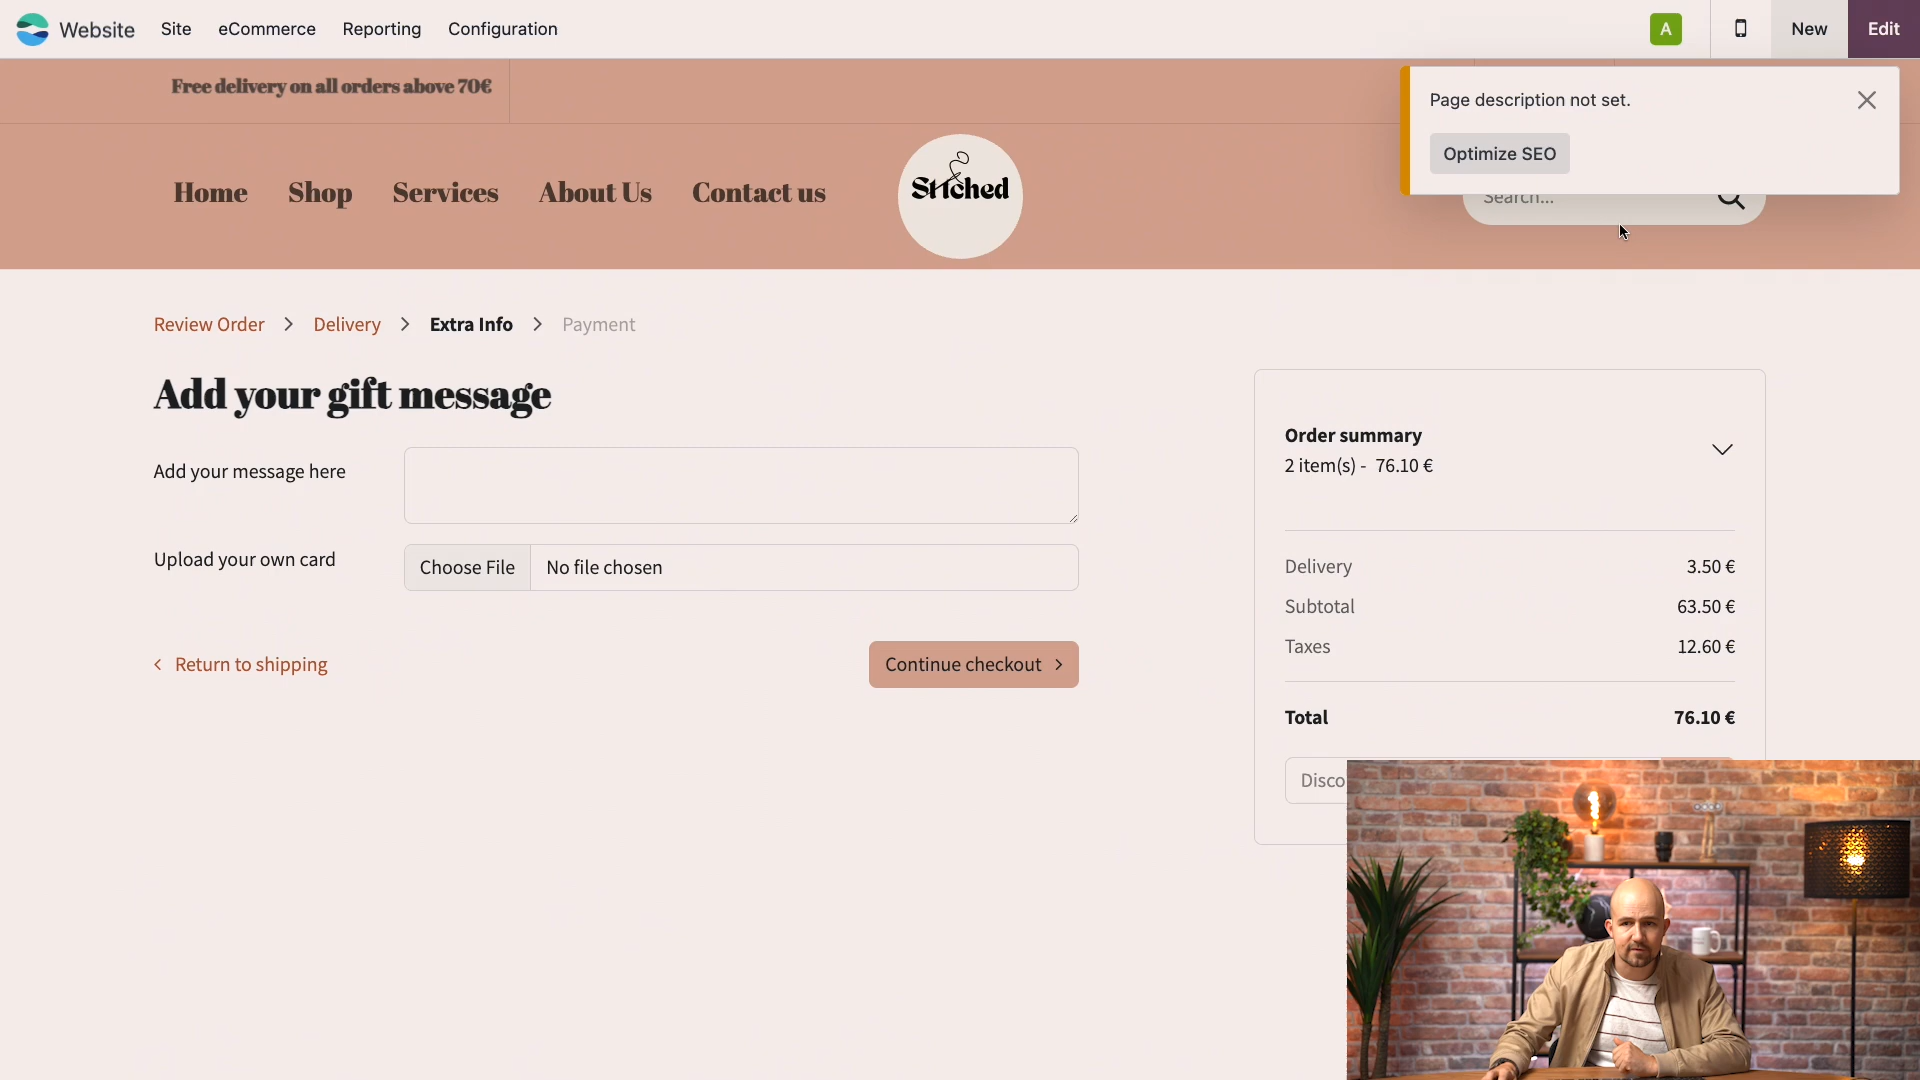 Website Site eCommerce Reporting Configuration A New Edit
Free delivery on all orders above 70€
Page description not set.
Optimize SEO
Home Shop Services About Us Contact us
Stitched
Search...
Review Order > Delivery > Extra Info > Payment
Add your gift message
Add your message here
Upload your own card
Choose File No file chosen
< Return to shipping
Continue checkout >
Order summary
2 item(s) - 76.10 €
Delivery 3.50 €
Subtotal 63.50 €
Taxes 12.60 €
Total 76.10 €
Disco